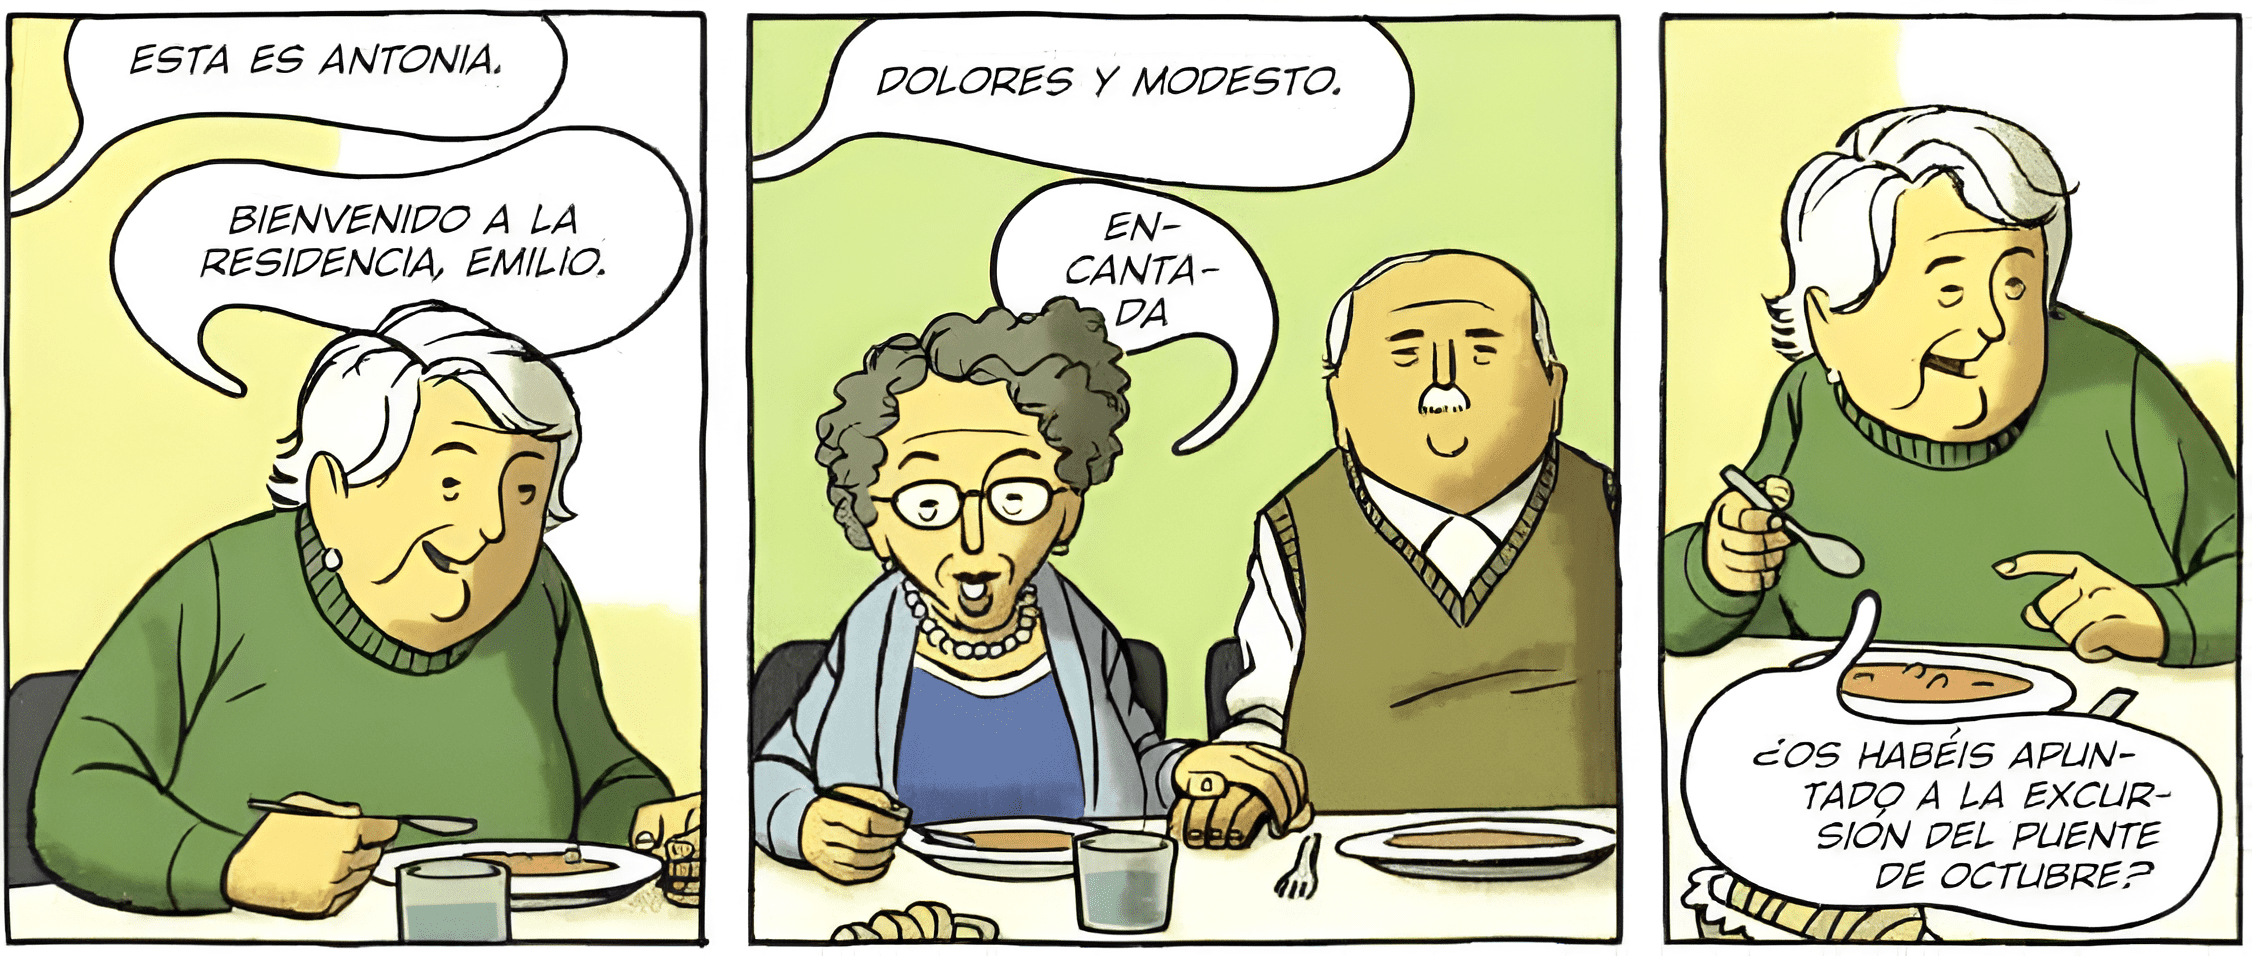 ESTA ES ANTONIA.
BIENVENIDO A LA
RESIDENCIA, EMILIO.
DOLORES Y MODESTO.
EN-
CANTA-
DA
¿OS HABÉIS APUN-
TADO A LA EXCUR-
SIÓN DEL PUENTE
DE OCTUBRE?